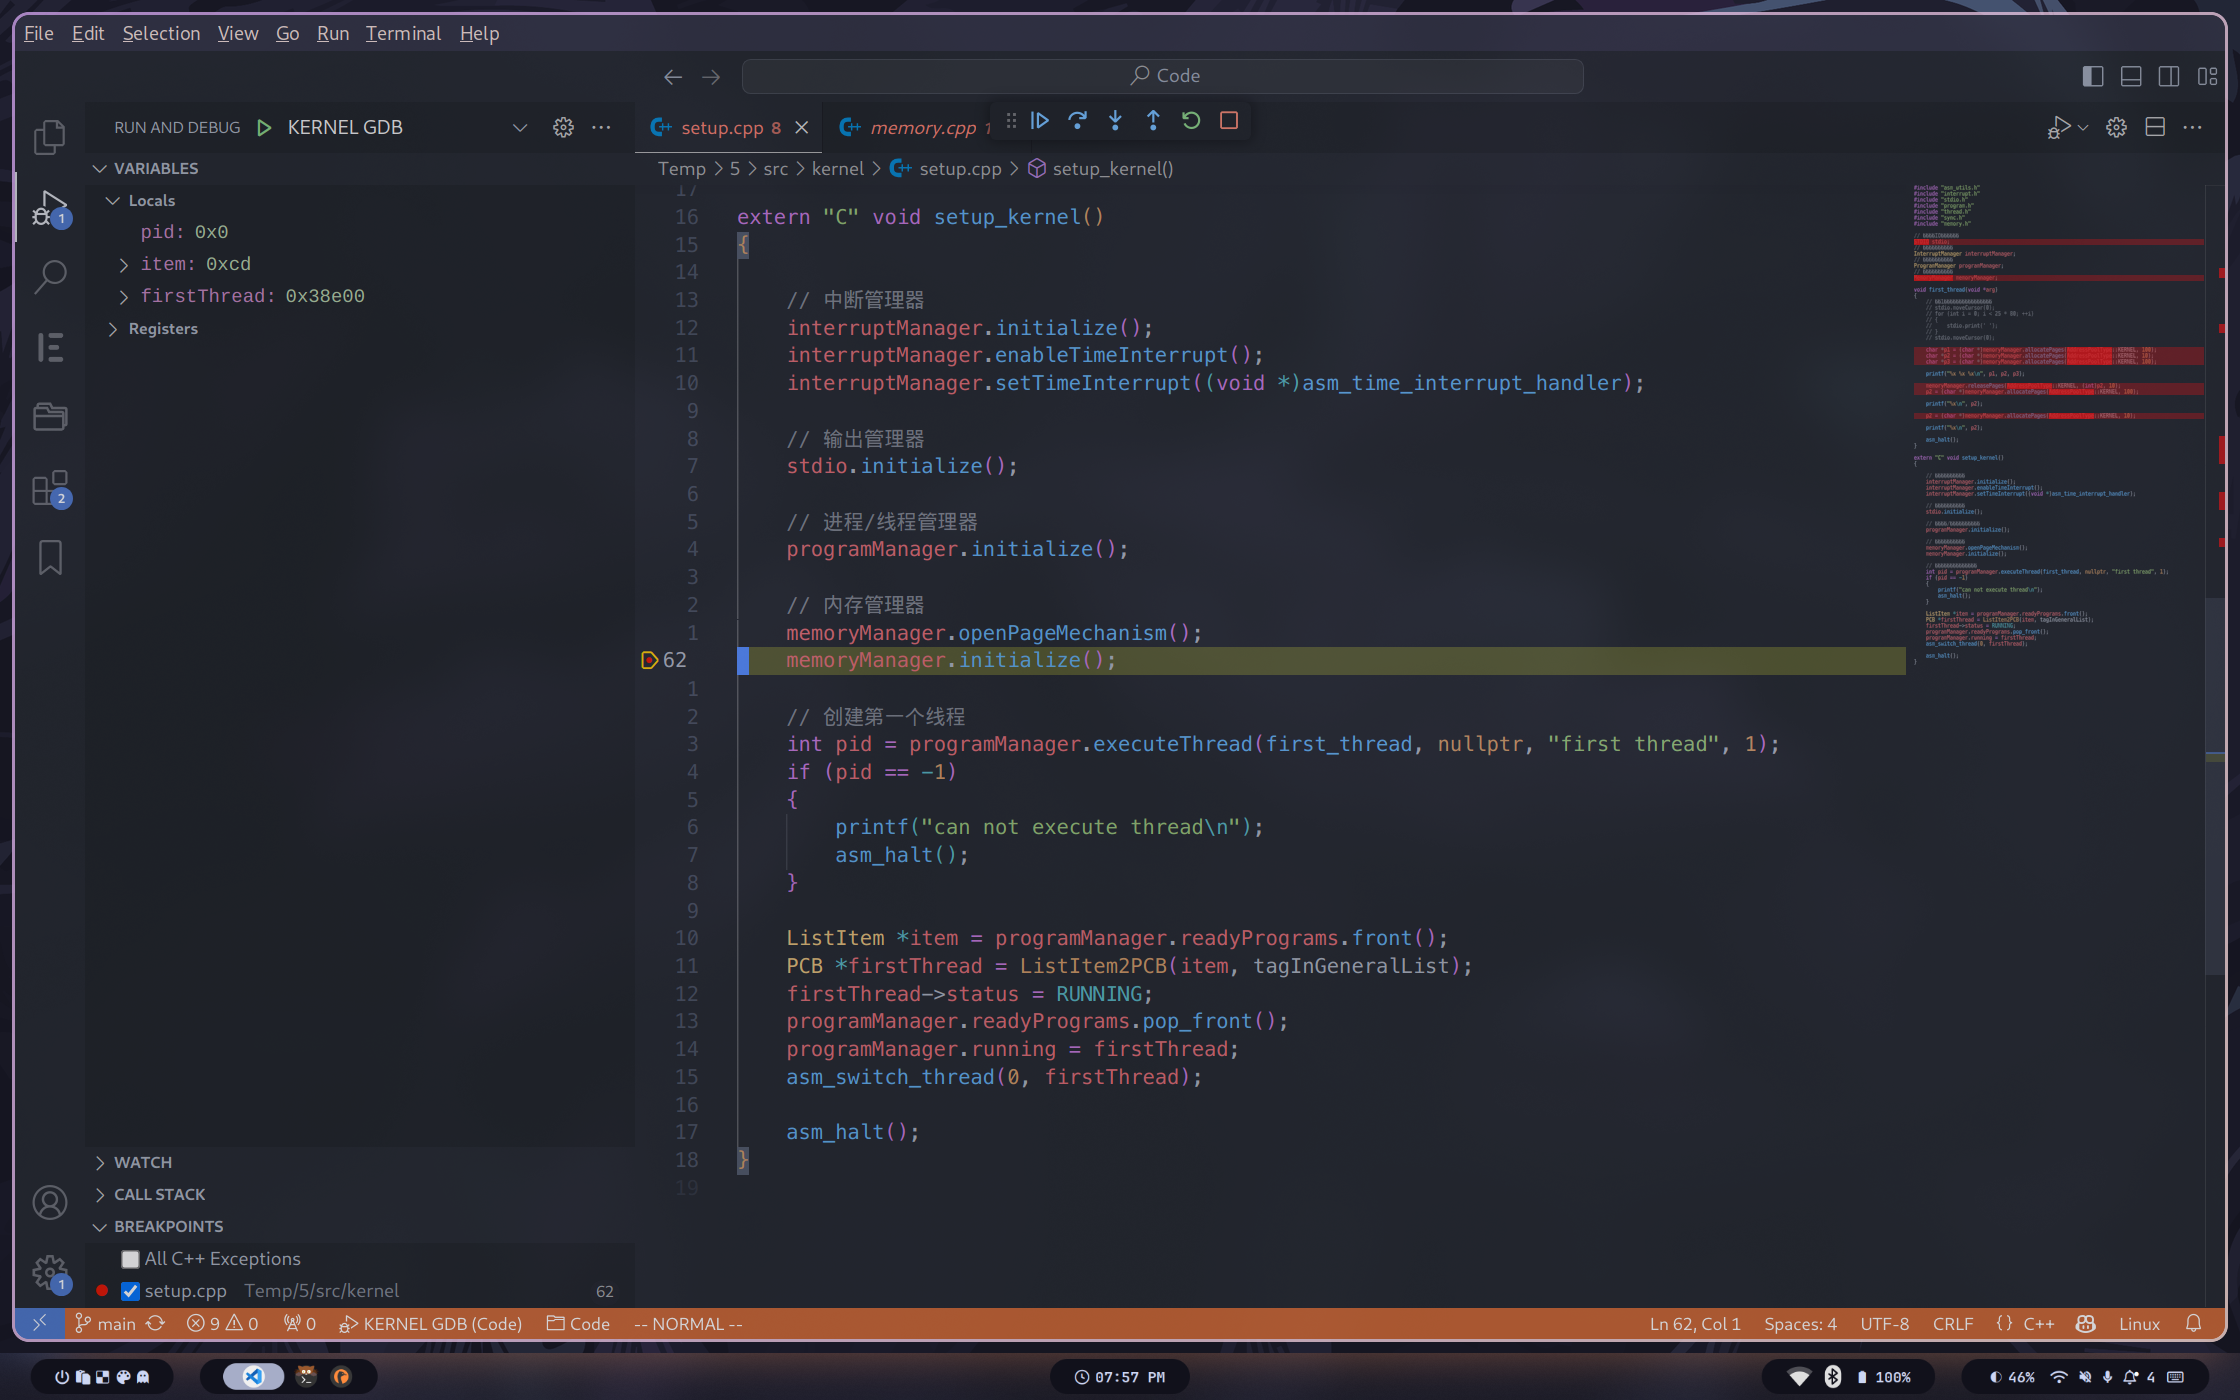 File Edit Selection View Go Run Terminal Help
Code
RUN AND DEBUG KERNEL GDB
VARIABLES
Locals
pid: 0x0
item: 0xcd
firstThread: 0x38e00
Registers
WATCH
CALL STACK
BREAKPOINTS
All C++ Exceptions
setup.cpp Temp/5/src/kernel 62
1
2
1
setup.cpp 8
memory.cpp
Temp > 5 > src > kernel > setup.cpp > setup_kernel()
17
16 extern "C" void setup_kernel()
15 {
14
13 // 中断管理器
12 interruptManager.initialize();
11 interruptManager.enableTimeInterrupt();
10 interruptManager.setTimeInterrupt((void *)asm_time_interrupt_handler);
9
8 // 输出管理器
7 stdio.initialize();
6
5 // 进程/线程管理器
4 programManager.initialize();
3
2 // 内存管理器
1 memoryManager.openPageMechanism();
62 memoryManager.initialize();
1
2 // 创建第一个线程
3 int pid = programManager.executeThread(first_thread, nullptr, "first thread", 1);
4 if (pid == -1)
5 {
6 printf("can not execute thread\n");
7 asm_halt();
8 }
9
10 ListItem *item = programManager.readyPrograms.front();
11 PCB *firstThread = ListItem2PCB(item, tagInGeneralList);
12 firstThread->status = RUNNING;
13 programManager.readyPrograms.pop_front();
14 programManager.running = firstThread;
15 asm_switch_thread(0, firstThread);
16
17 asm_halt();
18 }
19
main 9 0 0 KERNEL GDB (Code) Code -- NORMAL -- Ln 62, Col 1 Spaces: 4 UTF-8 CRLF {} C++ Linux
07:57 PM 100% 46% 4